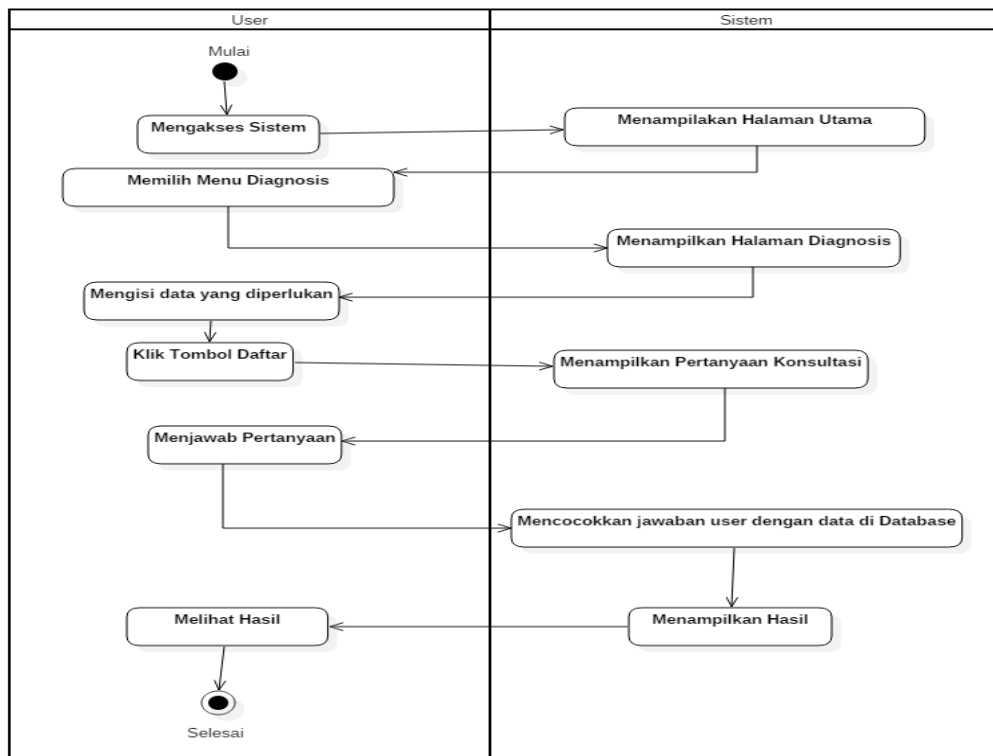 User
Sistem
Mulai
Mengakses Sistem
Menampilakan Halaman Utama
Memilih Menu Diagnosis
Menampilkan Halaman Diagnosis
Mengisi data yang diperlukan
Klik Tombol Daftar
Menampilkan Pertanyaan Konsultasi
Menjawab Pertanyaan
Mencocokkan jawaban user dengan data di Database
Menampilkan Hasil
Melihat Hasil
Selesai